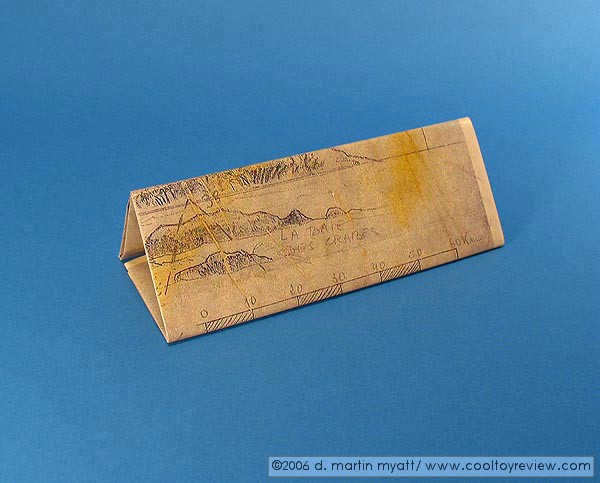 LA BAIE
DES CRABES
0 10 20 30 40 50 60 Km
©2006 d. martin myatt/ www.cooltoyreview.com